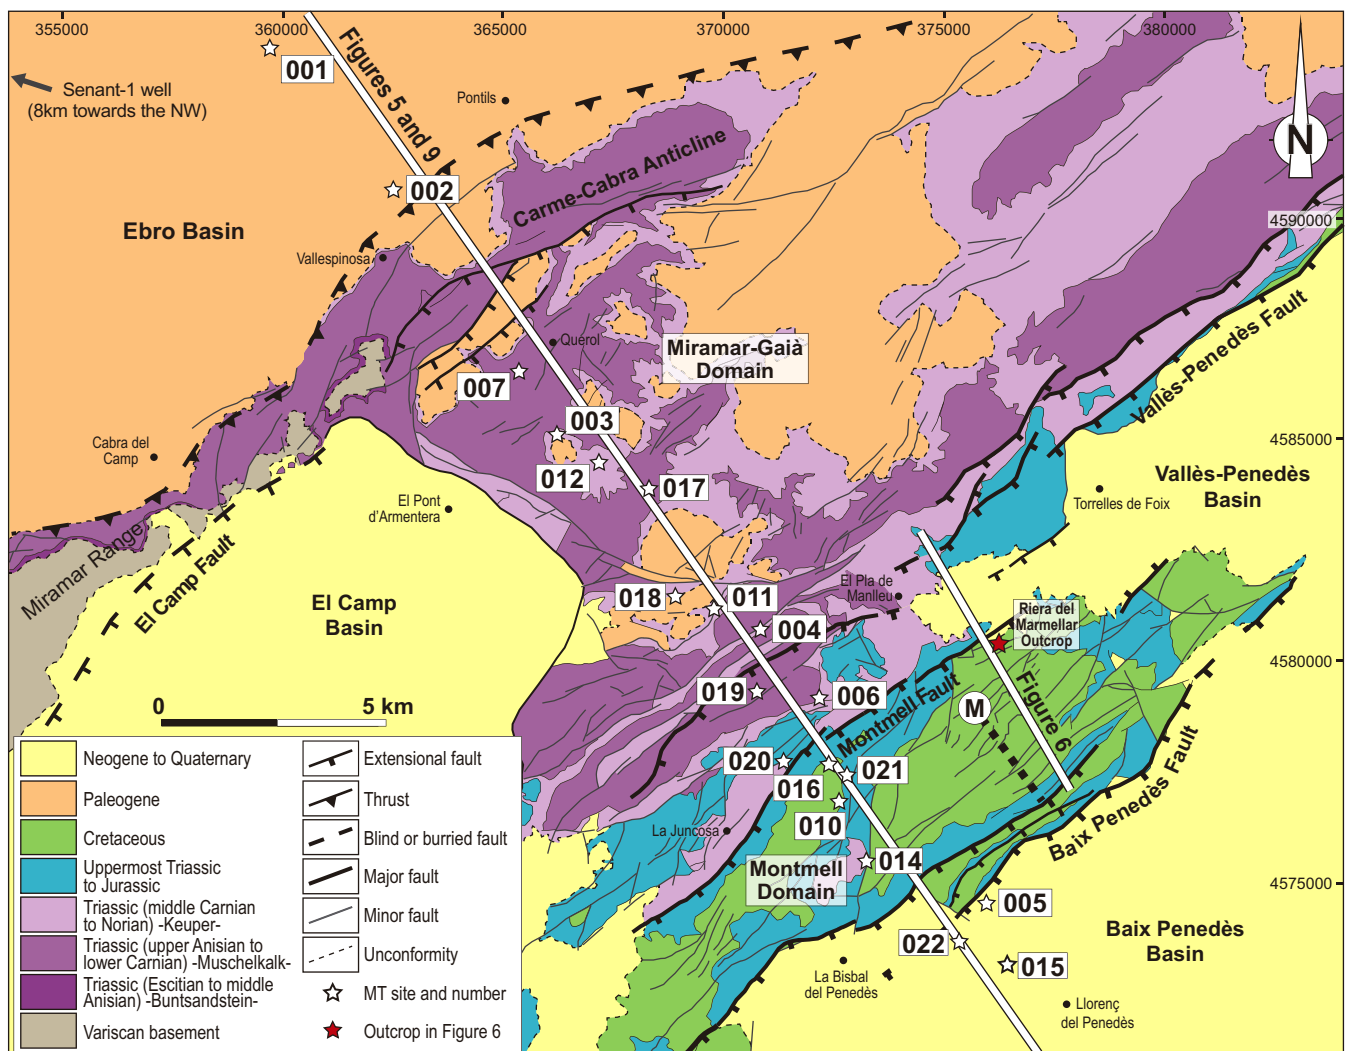 355000
360000
365000
370000
375000
380000
001
Senant-1 well
(8km towards the NW)
Figures 5 and 9
Pontils
N
002
Carme-Cabra Anticline
Ebro Basin
4590000
Vallespinosa
Querol
Miramar-Gaià
Domain
Vallès-Penedès Fault
007
003
Cabra del
Camp
012
4585000
017
Vallès-Penedès
Basin
El Pont
d'Armentera
Torrelles de Foix
Miramar Range
El Camp Fault
El Camp
Basin
018
011
El Pla de
Manlleu
Riera del
Marmellar
Outcrop
004
4580000
019
006
Montmell Fault
M
Figure 6
0
5 km
020
021
016
010
Baix Penedès Fault
La Juncosa
014
Montmell
Domain
4575000
005
022
Baix Penedès
Basin
015
La Bisbal
del Penedès
Llorenç
del Penedès
Neogene to Quaternary
Paleogene
Cretaceous
Uppermost Triassic
to Jurassic
Triassic (middle Carnian
to Norian) -Keuper-
Triassic (upper Anisian to
lower Carnian) -Muschelkalk-
Triassic (Escitian to middle
Anisian) -Buntsandstein-
Variscan basement
Extensional fault
Thrust
Blind or burried fault
Major fault
Minor fault
Unconformity
MT site and number
Outcrop in Figure 6